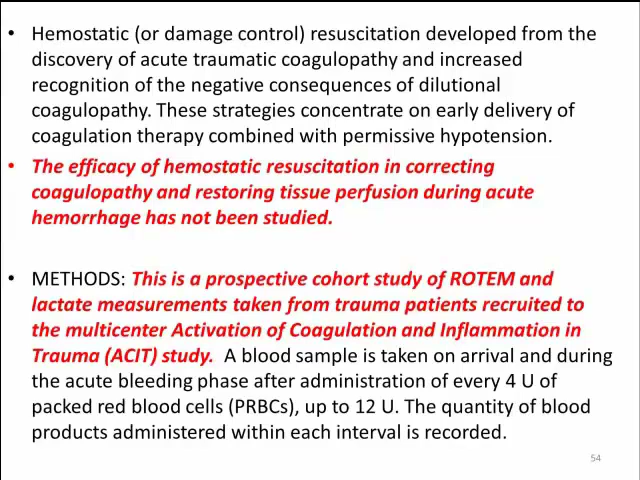 • Hemostatic (or damage control) resuscitation developed from the
discovery of acute traumatic coagulopathy and increased
recognition of the negative consequences of dilutional
coagulopathy. These strategies concentrate on early delivery of
coagulation therapy combined with permissive hypotension.
• The efficacy of hemostatic resuscitation in correcting
coagulopathy and restoring tissue perfusion during acute
hemorrhage has not been studied.
• METHODS: This is a prospective cohort study of ROTEM and
lactate measurements taken from trauma patients recruited to
the multicenter Activation of Coagulation and Inflammation in
Trauma (ACIT) study. A blood sample is taken on arrival and during
the acute bleeding phase after administration of every 4 U of
packed red blood cells (PRBCs), up to 12 U. The quantity of blood
products administered within each interval is recorded.
54